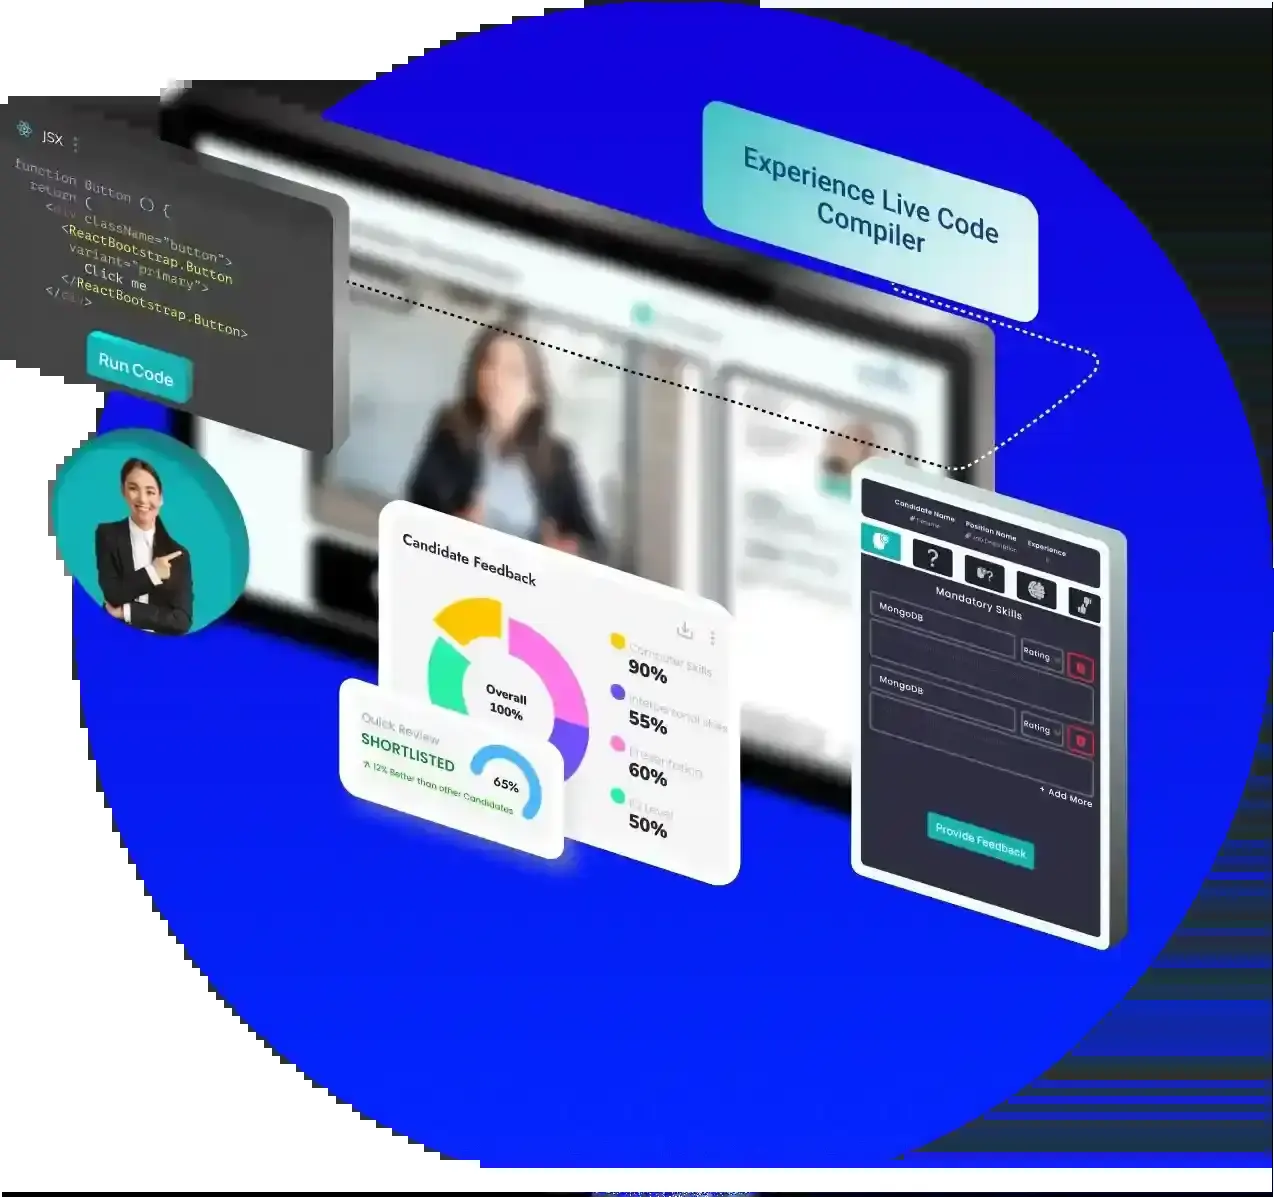 JSX
function Button () {
return (
<div className="button">
<ReactBootstrap.Button
variant="primary">
Click me
</ReactBootstrap.Button>
</div>
Run Code
Experience Live Code
Compiler
Candidate Feedback
Overall
100%
Computer Skills
90%
Interpersonal Skills
55%
Presentation
60%
50%
Quick Review
SHORTLISTED
12% Better than other Candidates
65%
Candidate Name
Position Name
Experience
Job Description
?
?
Mandatory Skills
MongoDB
Rating
MongoDB
Rating
+ Add More
Provide Feedback